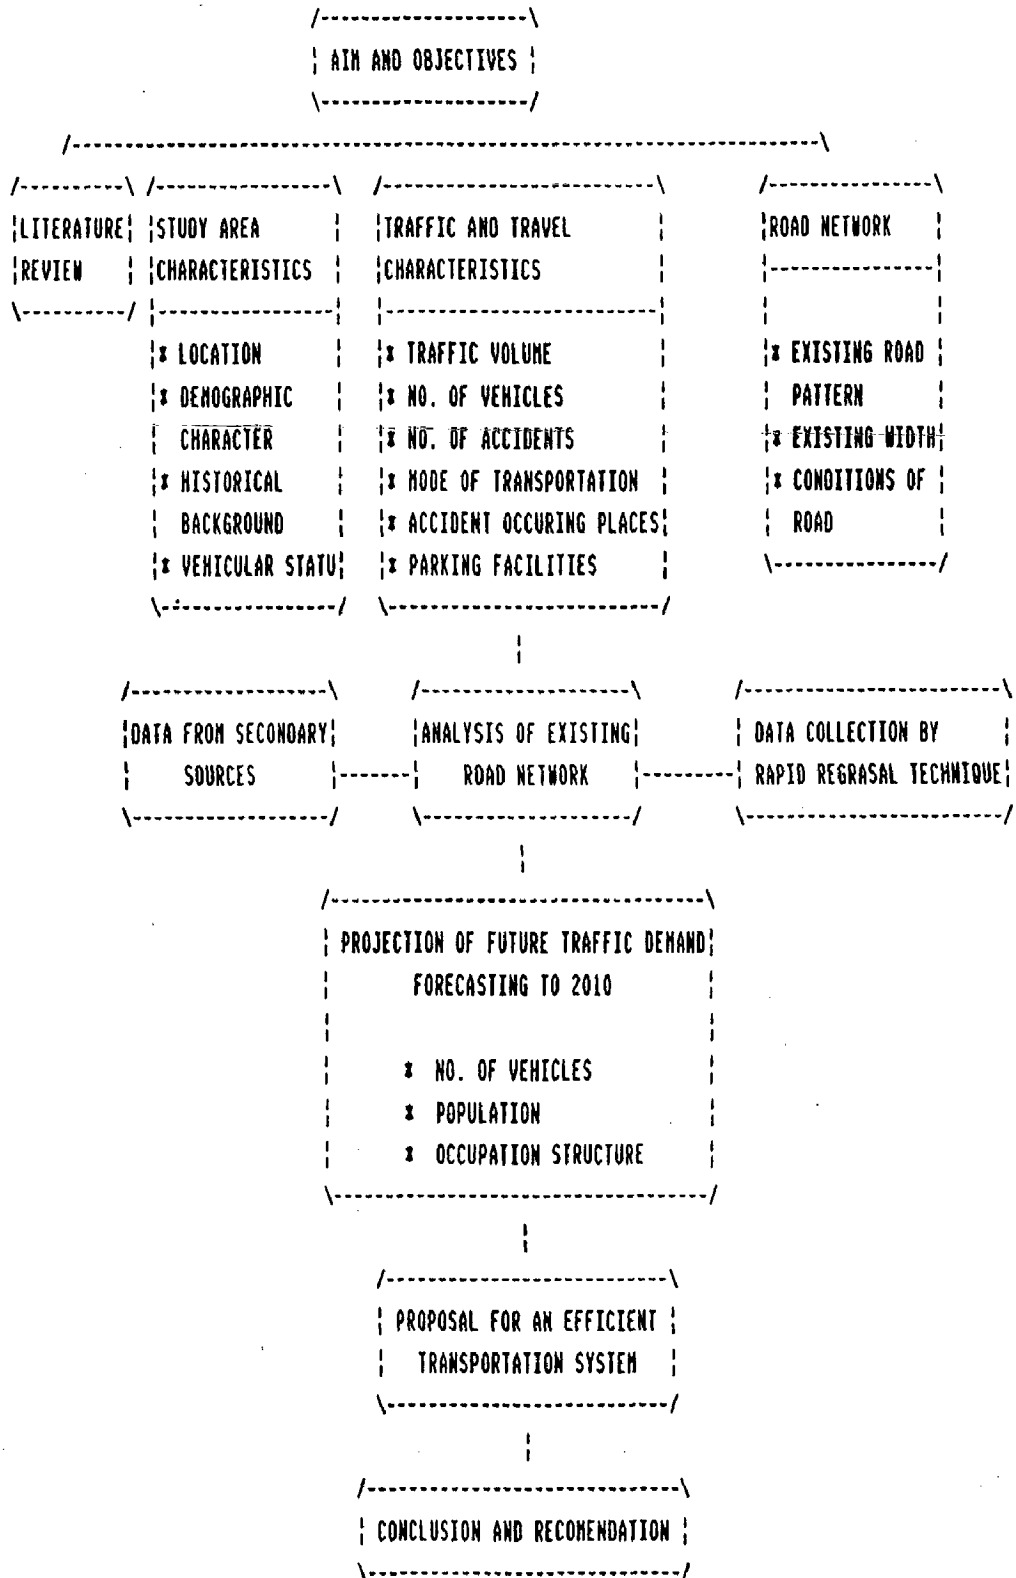 AIM AND OBJECTIVES
LITERATURE
REVIEW
STUDY AREA
CHARACTERISTICS
* LOCATION
* DEMOGRAPHIC
CHARACTER
* HISTORICAL
BACKGROUND
* VEHICULAR STATU
TRAFFIC AND TRAVEL
CHARACTERISTICS
* TRAFFIC VOLUME
* NO. OF VEHICLES
* NO. OF ACCIDENTS
* MODE OF TRANSPORTATION
* ACCIDENT OCCURING PLACES
* PARKING FACILITIES
ROAD NETWORK
* EXISTING ROAD
PATTERN
* EXISTING WIDTH
* CONDITIONS OF
ROAD
DATA FROM SECONDARY
SOURCES
ANALYSIS OF EXISTING
ROAD NETWORK
DATA COLLECTION BY
RAPID REGRASAL TECHNIQUE
PROJECTION OF FUTURE TRAFFIC DEMAND
FORECASTING TO 2010
* NO. OF VEHICLES
* POPULATION
* OCCUPATION STRUCTURE
PROPOSAL FOR AN EFFICIENT
TRANSPORTATION SYSTEM
CONCLUSION AND RECOMENDATION